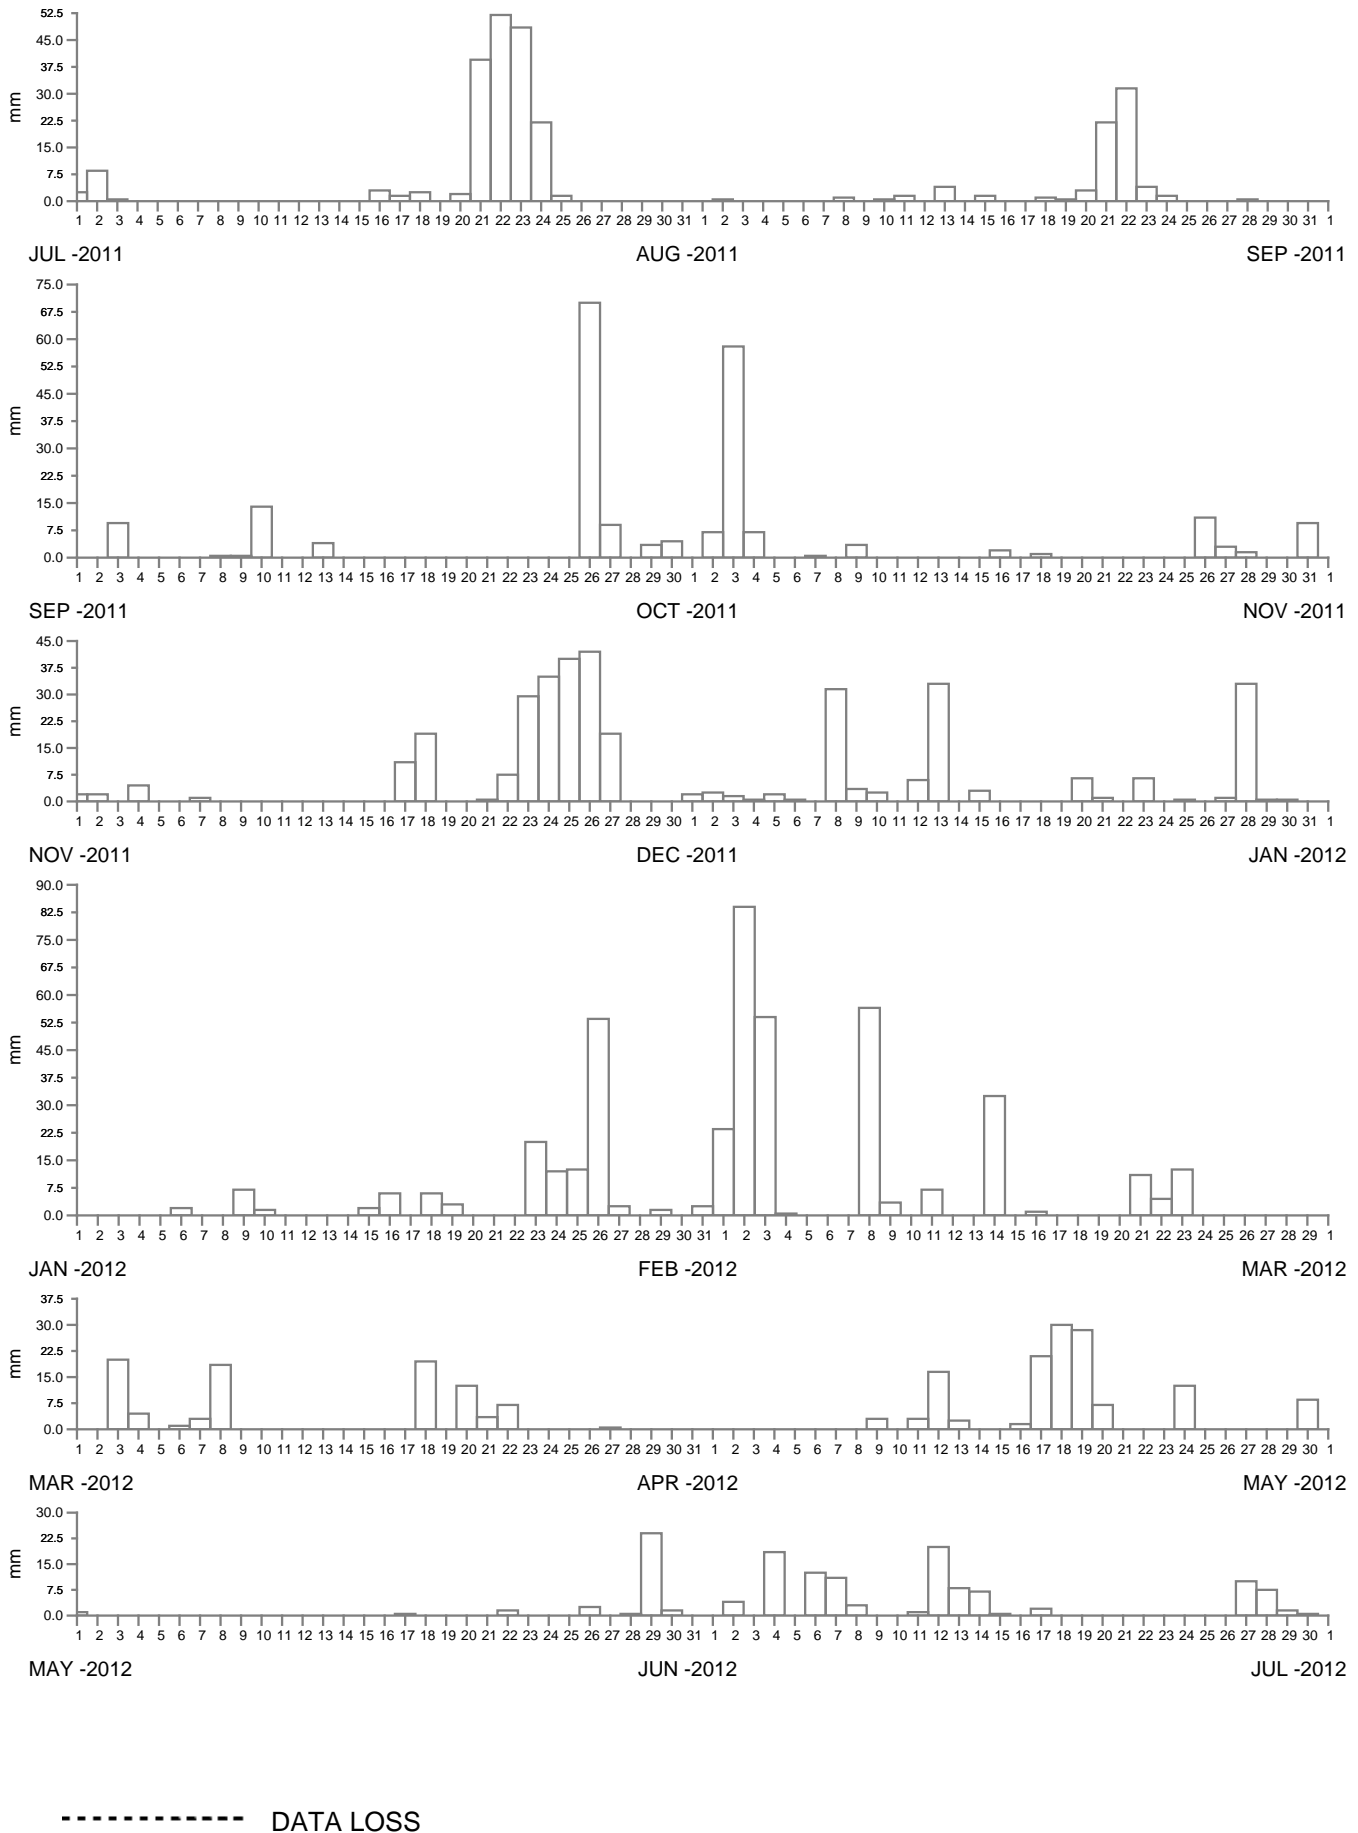 52.5
45.0
37.5
30.0
22.5
15.0
7.5
0.0
mm
1 2 3 4 5 6 7 8 9 10 11 12 13 14 15 16 17 18 19 20 21 22 23 24 25 26 27 28 29 30 31 1 2 3 4 5 6 7 8 9 10 11 12 13 14 15 16 17 18 19 20 21 22 23 24 25 26 27 28 29 30 31 1
JUL -2011 AUG -2011 SEP -2011
75.0
67.5
60.0
52.5
45.0
37.5
30.0
22.5
15.0
7.5
0.0
mm
1 2 3 4 5 6 7 8 9 10 11 12 13 14 15 16 17 18 19 20 21 22 23 24 25 26 27 28 29 30 1 2 3 4 5 6 7 8 9 10 11 12 13 14 15 16 17 18 19 20 21 22 23 24 25 26 27 28 29 30 31 1
SEP -2011 OCT -2011 NOV -2011
45.0
37.5
30.0
22.5
15.0
7.5
0.0
mm
1 2 3 4 5 6 7 8 9 10 11 12 13 14 15 16 17 18 19 20 21 22 23 24 25 26 27 28 29 30 1 2 3 4 5 6 7 8 9 10 11 12 13 14 15 16 17 18 19 20 21 22 23 24 25 26 27 28 29 30 31 1
NOV -2011 DEC -2011 JAN -2012
90.0
82.5
75.0
67.5
60.0
52.5
45.0
37.5
30.0
22.5
15.0
7.5
0.0
mm
1 2 3 4 5 6 7 8 9 10 11 12 13 14 15 16 17 18 19 20 21 22 23 24 25 26 27 28 29 30 31 1 2 3 4 5 6 7 8 9 10 11 12 13 14 15 16 17 18 19 20 21 22 23 24 25 26 27 28 29 1
JAN -2012 FEB -2012 MAR -2012
37.5
30.0
22.5
15.0
7.5
0.0
mm
1 2 3 4 5 6 7 8 9 10 11 12 13 14 15 16 17 18 19 20 21 22 23 24 25 26 27 28 29 30 31 1 2 3 4 5 6 7 8 9 10 11 12 13 14 15 16 17 18 19 20 21 22 23 24 25 26 27 28 29 30 1
MAR -2012 APR -2012 MAY -2012
30.0
22.5
15.0
7.5
0.0
mm
1 2 3 4 5 6 7 8 9 10 11 12 13 14 15 16 17 18 19 20 21 22 23 24 25 26 27 28 29 30 31 1 2 3 4 5 6 7 8 9 10 11 12 13 14 15 16 17 18 19 20 21 22 23 24 25 26 27 28 29 30 1
MAY -2012 JUN -2012 JUL -2012
DATA LOSS